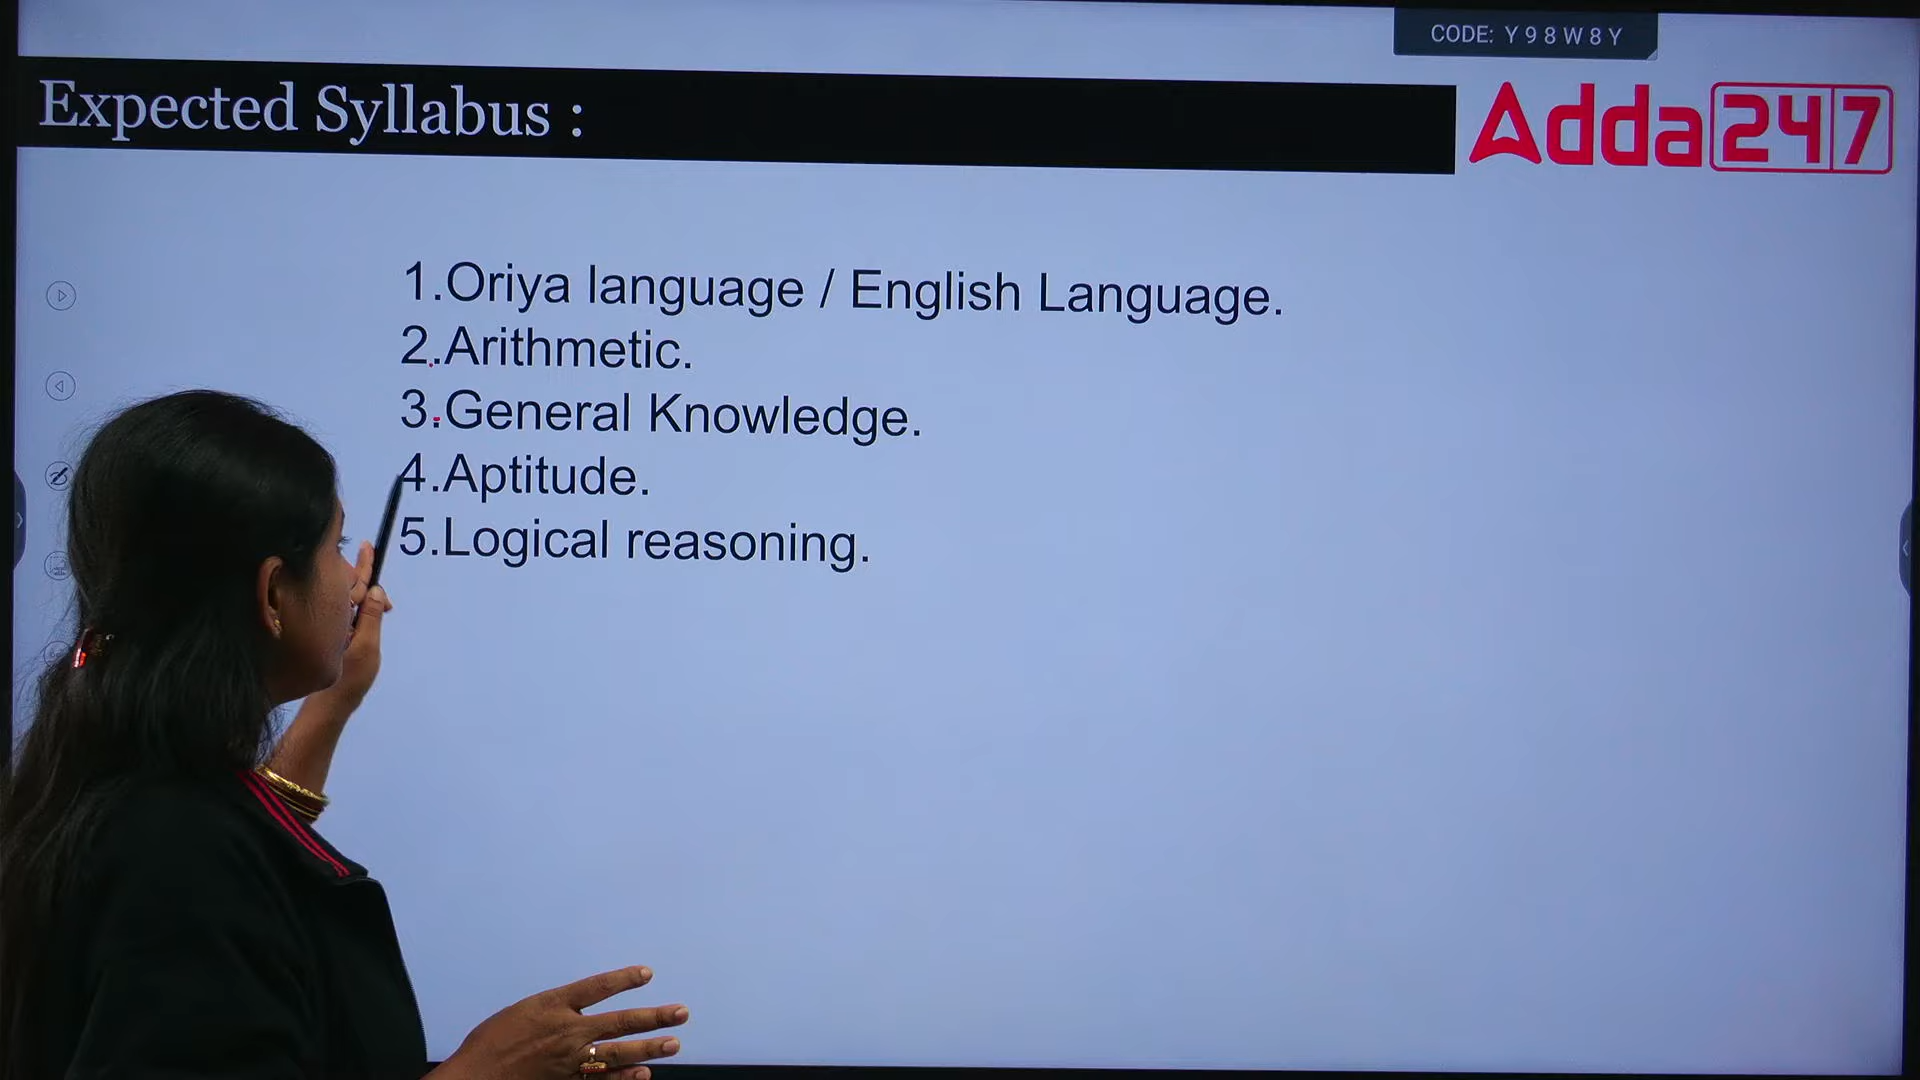 CODE: Y98W8Y
Expected Syllabus :
Adda247
1.Oriya language / English Language.
2.Arithmetic.
3.General Knowledge.
4.Aptitude.
5.Logical reasoning.